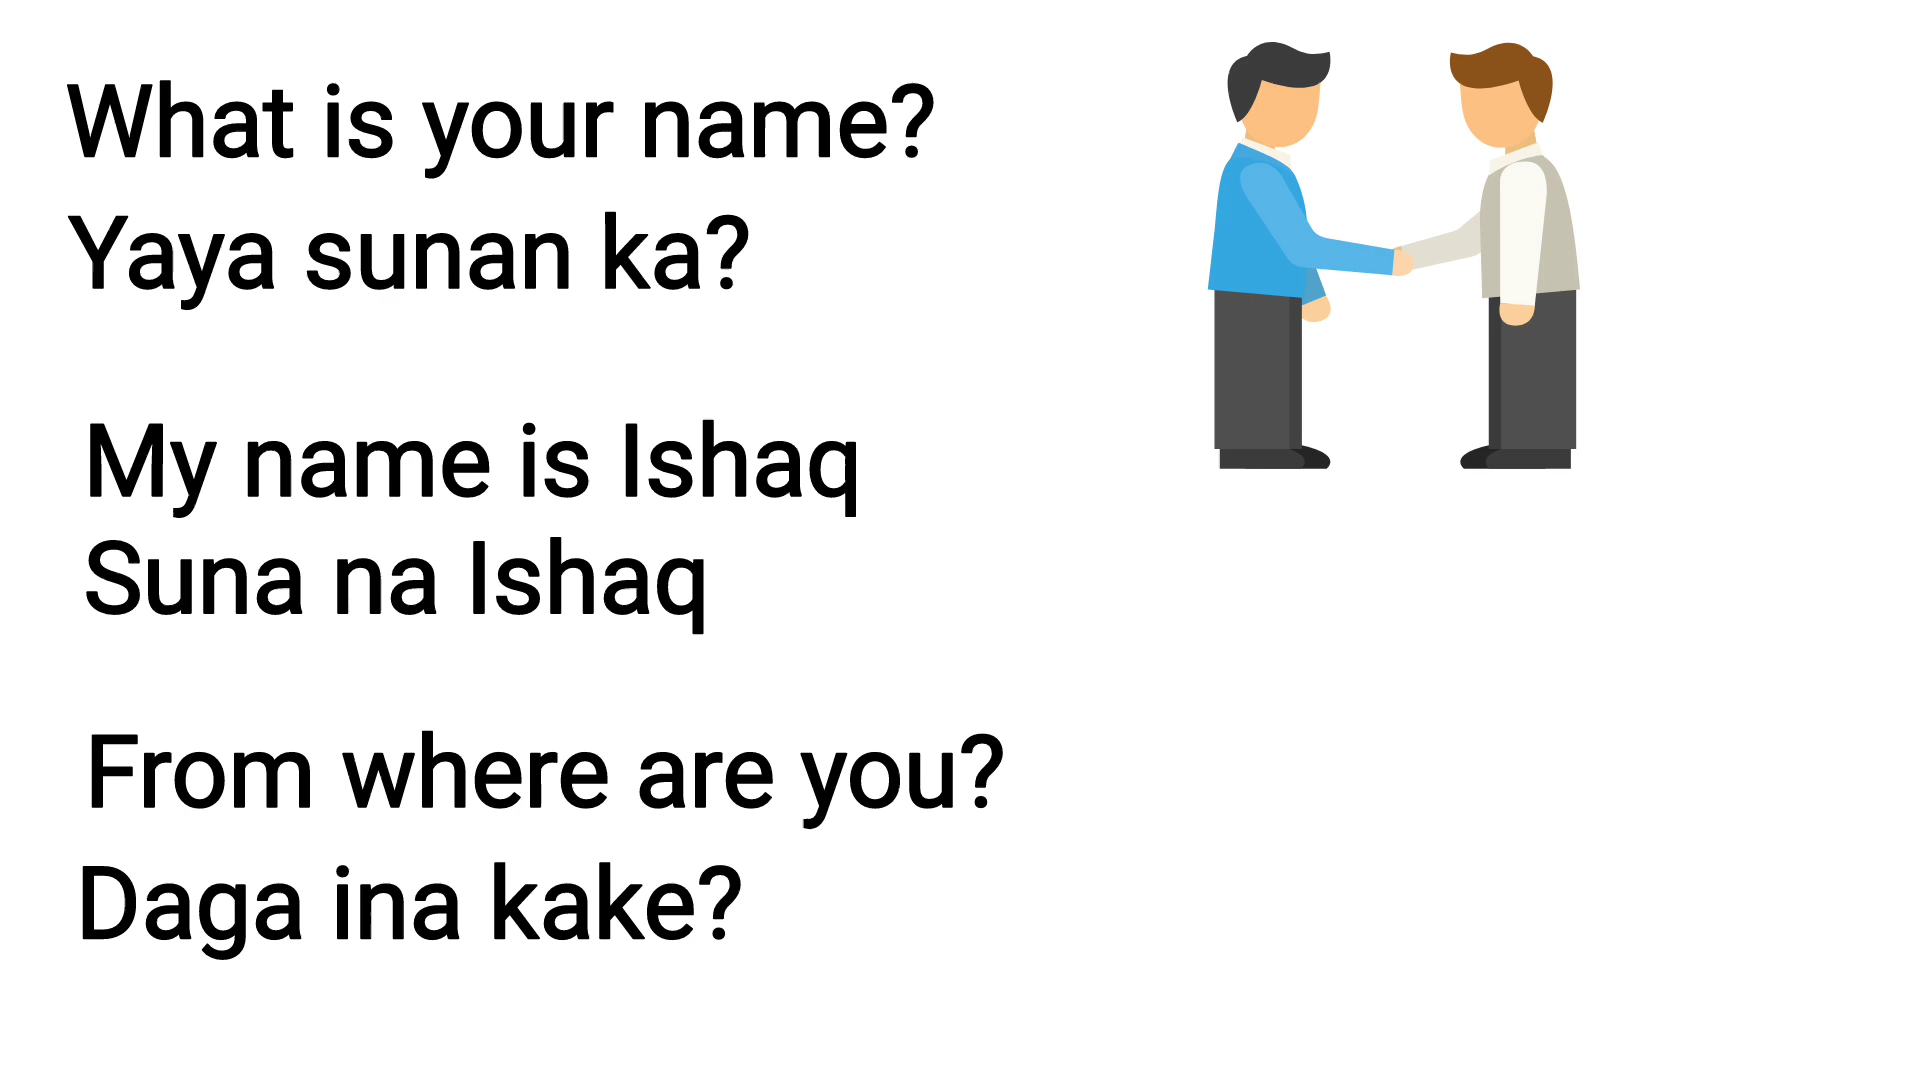 What is your name?
Yaya sunan ka?
My name is Ishaq
Suna na Ishaq
From where are you?
Daga ina kake?